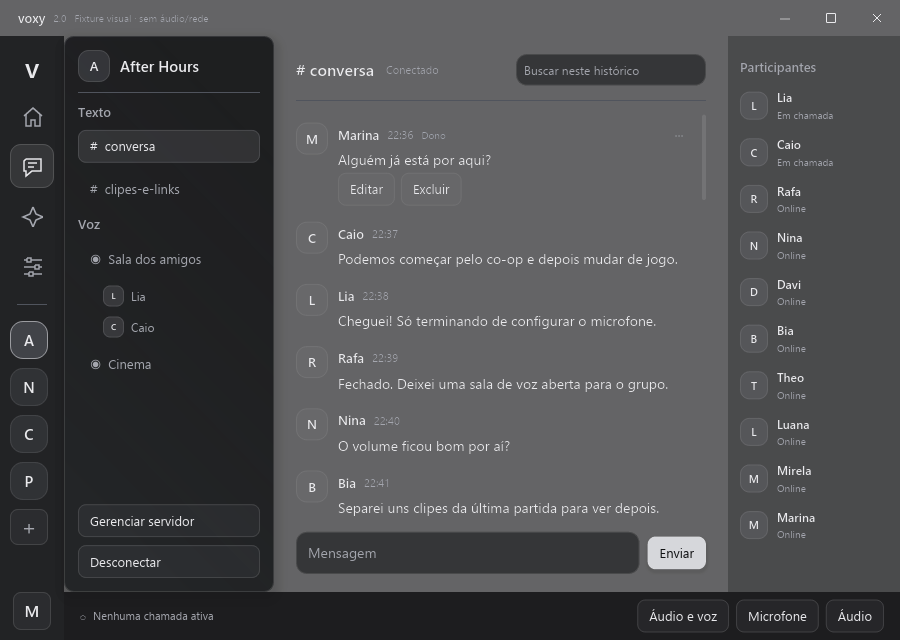 voxy 2.0 Fixture visual · sem áudio/rede
V
A After Hours
Texto
# conversa
# clipes-e-links
Voz
Sala dos amigos
L Lia
C Caio
Cinema
Gerenciar servidor
Desconectar
A
N
C
P
+
M
# conversa Conectado
Buscar neste histórico
M Marina 22:36 Dono ...
Alguém já está por aqui?
Editar Excluir
C Caio 22:37
Podemos começar pelo co-op e depois mudar de jogo.
L Lia 22:38
Cheguei! Só terminando de configurar o microfone.
R Rafa 22:39
Fechado. Deixei uma sala de voz aberta para o grupo.
N Nina 22:40
O volume ficou bom por aí?
B Bia 22:41
Separei uns clipes da última partida para ver depois.
Mensagem
Enviar
Participantes
L Lia
Em chamada
C Caio
Em chamada
R Rafa
Online
N Nina
Online
D Davi
Online
B Bia
Online
T Theo
Online
L Luana
Online
M Mirela
Online
M Marina
Online
Nenhuma chamada ativa
Áudio e voz
Microfone
Áudio